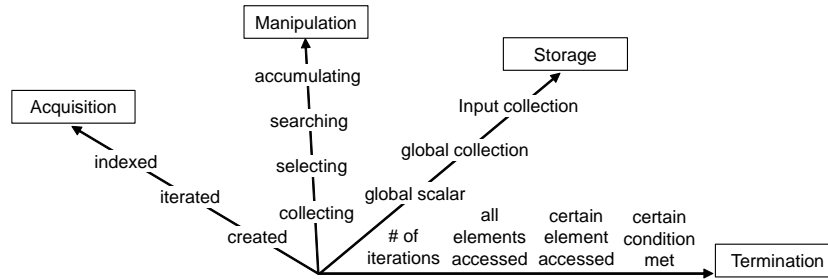 Manipulation
accumulating
searching
selecting
collecting
Storage
Input collection
global collection
global scalar
Acquisition
indexed
iterated
created
# of
iterations
all
elements
accessed
certain
element
accessed
certain
condition
met
Termination